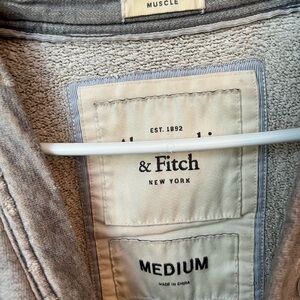 MUSCLE
EST. 1892
& Fitch
NEW YORK
MEDIUM
MADE IN CHINA